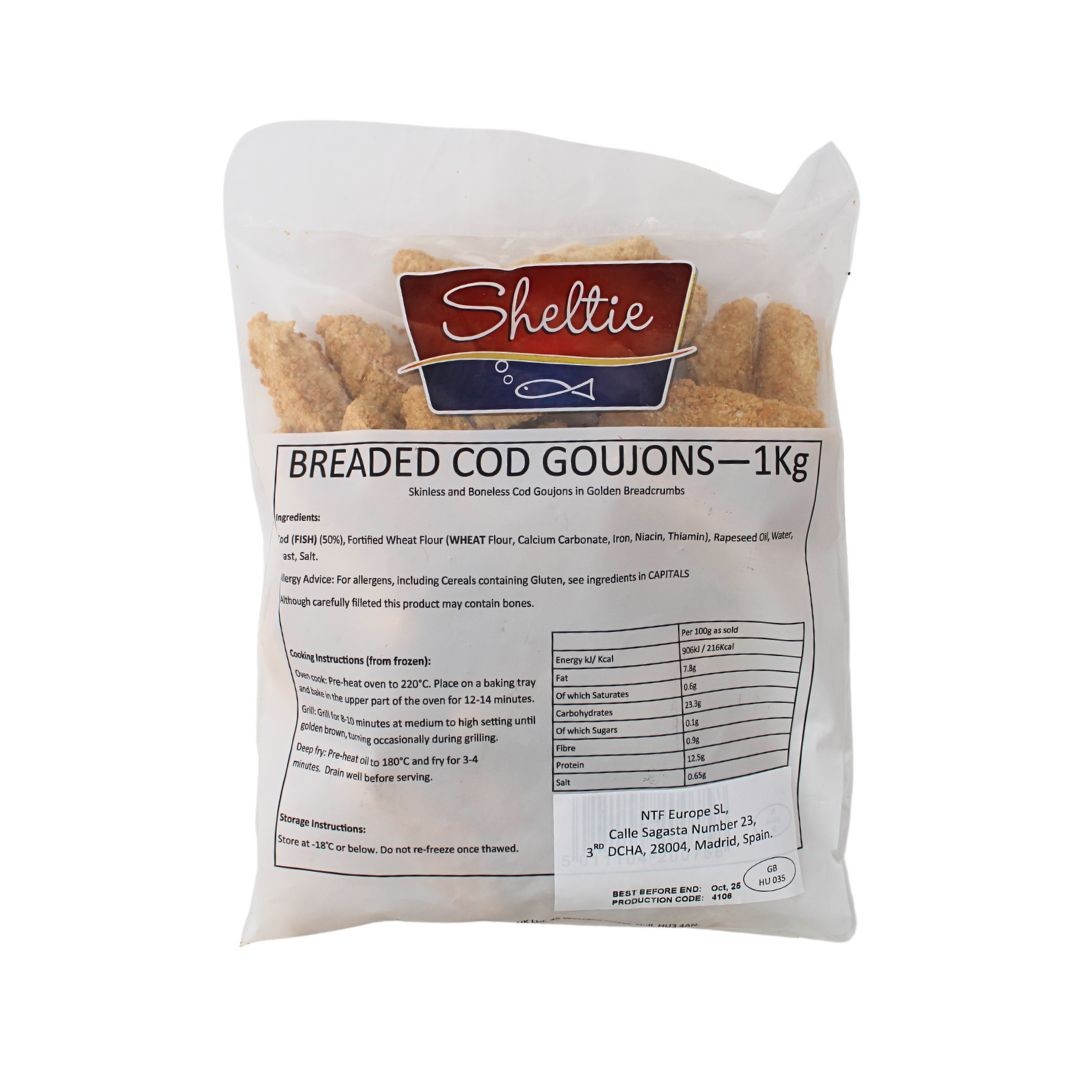 Sheltie
BREADED COD GOUJONS—1Kg
Skinless and Boneless Cod Goujons in Golden Breadcrumbs
Ingredients:
od (FISH) (50%), Fortified Wheat Flour (WHEAT Flour, Calcium Carbonate, Iron, Niacin, Thiamin), Rapeseed Oil, Water,
ast, Salt.
llergy Advice: For allergens, including Cereals containing Gluten, see ingredients in CAPITALS
Although carefully filleted this product may contain bones.
Cooking Instructions (from frozen):
Oven cook: Pre-heat oven to 220°C. Place on a baking tray
and bake in the upper part of the oven for 12-14 minutes.
Grill: Grill for 8-10 minutes at medium to high setting until
golden brown, turning occasionally during grilling.
Deep fry: Pre-heat oil to 180°C and fry for 3-4
minutes. Drain well before serving.
Storage Instructions:
Store at -18°C or below. Do not re-freeze once thawed.
Per 100g as sold
Energy kJ/ Kcal 906kJ / 216Kcal
Fat 7.8g
Of which Saturates 0.6g
Carbohydrates 23.3g
Of which Sugars 0.1g
Fibre 0.9g
Protein 12.5g
Salt 0.65g
NTF Europe SL,
Calle Sagasta Number 23,
3RD DCHA, 28004, Madrid, Spain.
GB
HU 035
BEST BEFORE END: Oct, 25
PRODUCTION CODE: 4106
HU3 4AN